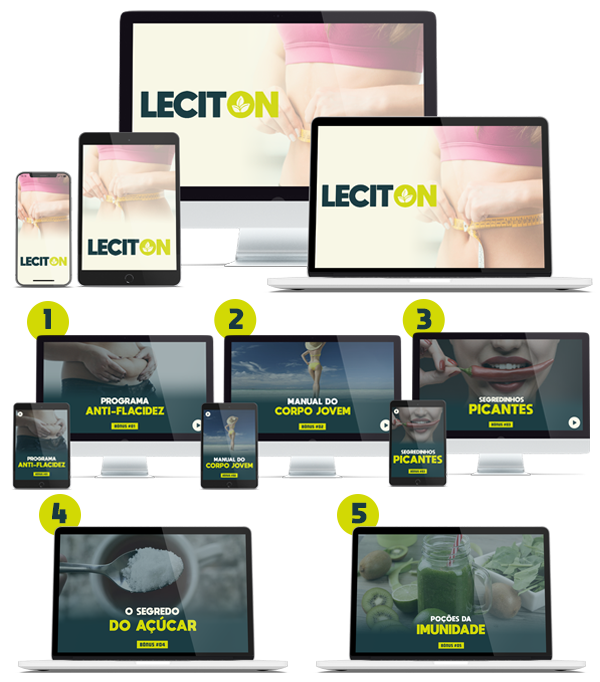 LECITON
LECITON
LECITON
LECITON
1
2
3
PROGRAMA
ANTI-FLACIDEZ
BÔNUS #01
PROGRAMA
ANTI-FLACIDEZ
MANUAL DO
CORPO JOVEM
BÔNUS #02
MANUAL DO
CORPO JOVEM
SEGREDINHOS
PICANTES
BÔNUS #03
SEGREDINHOS
PICANTES
4
5
O SEGREDO
DO AÇÚCAR
BÔNUS #04
POÇÕES DA
IMUNIDADE
BÔNUS #05